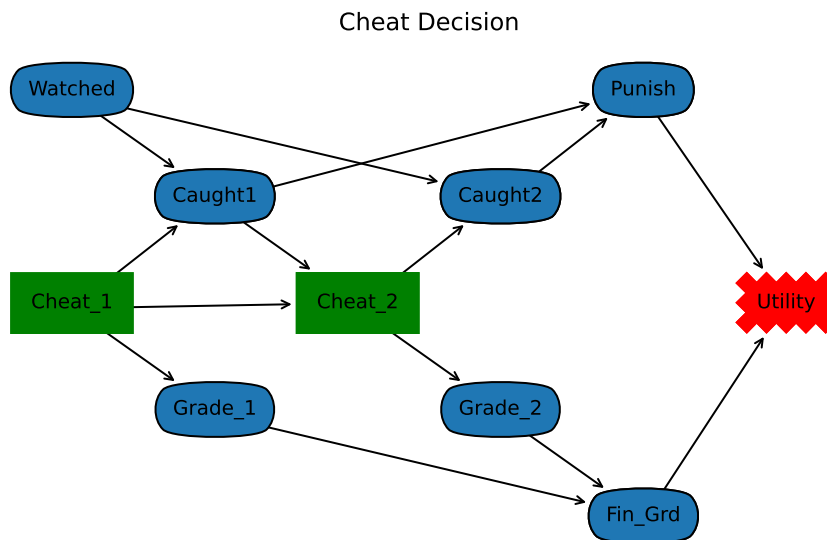 Cheat Decision
Watched
Punish
Caught1
Caught2
Cheat_1
Cheat_2
Utility
Grade_1
Grade_2
Fin_Grd